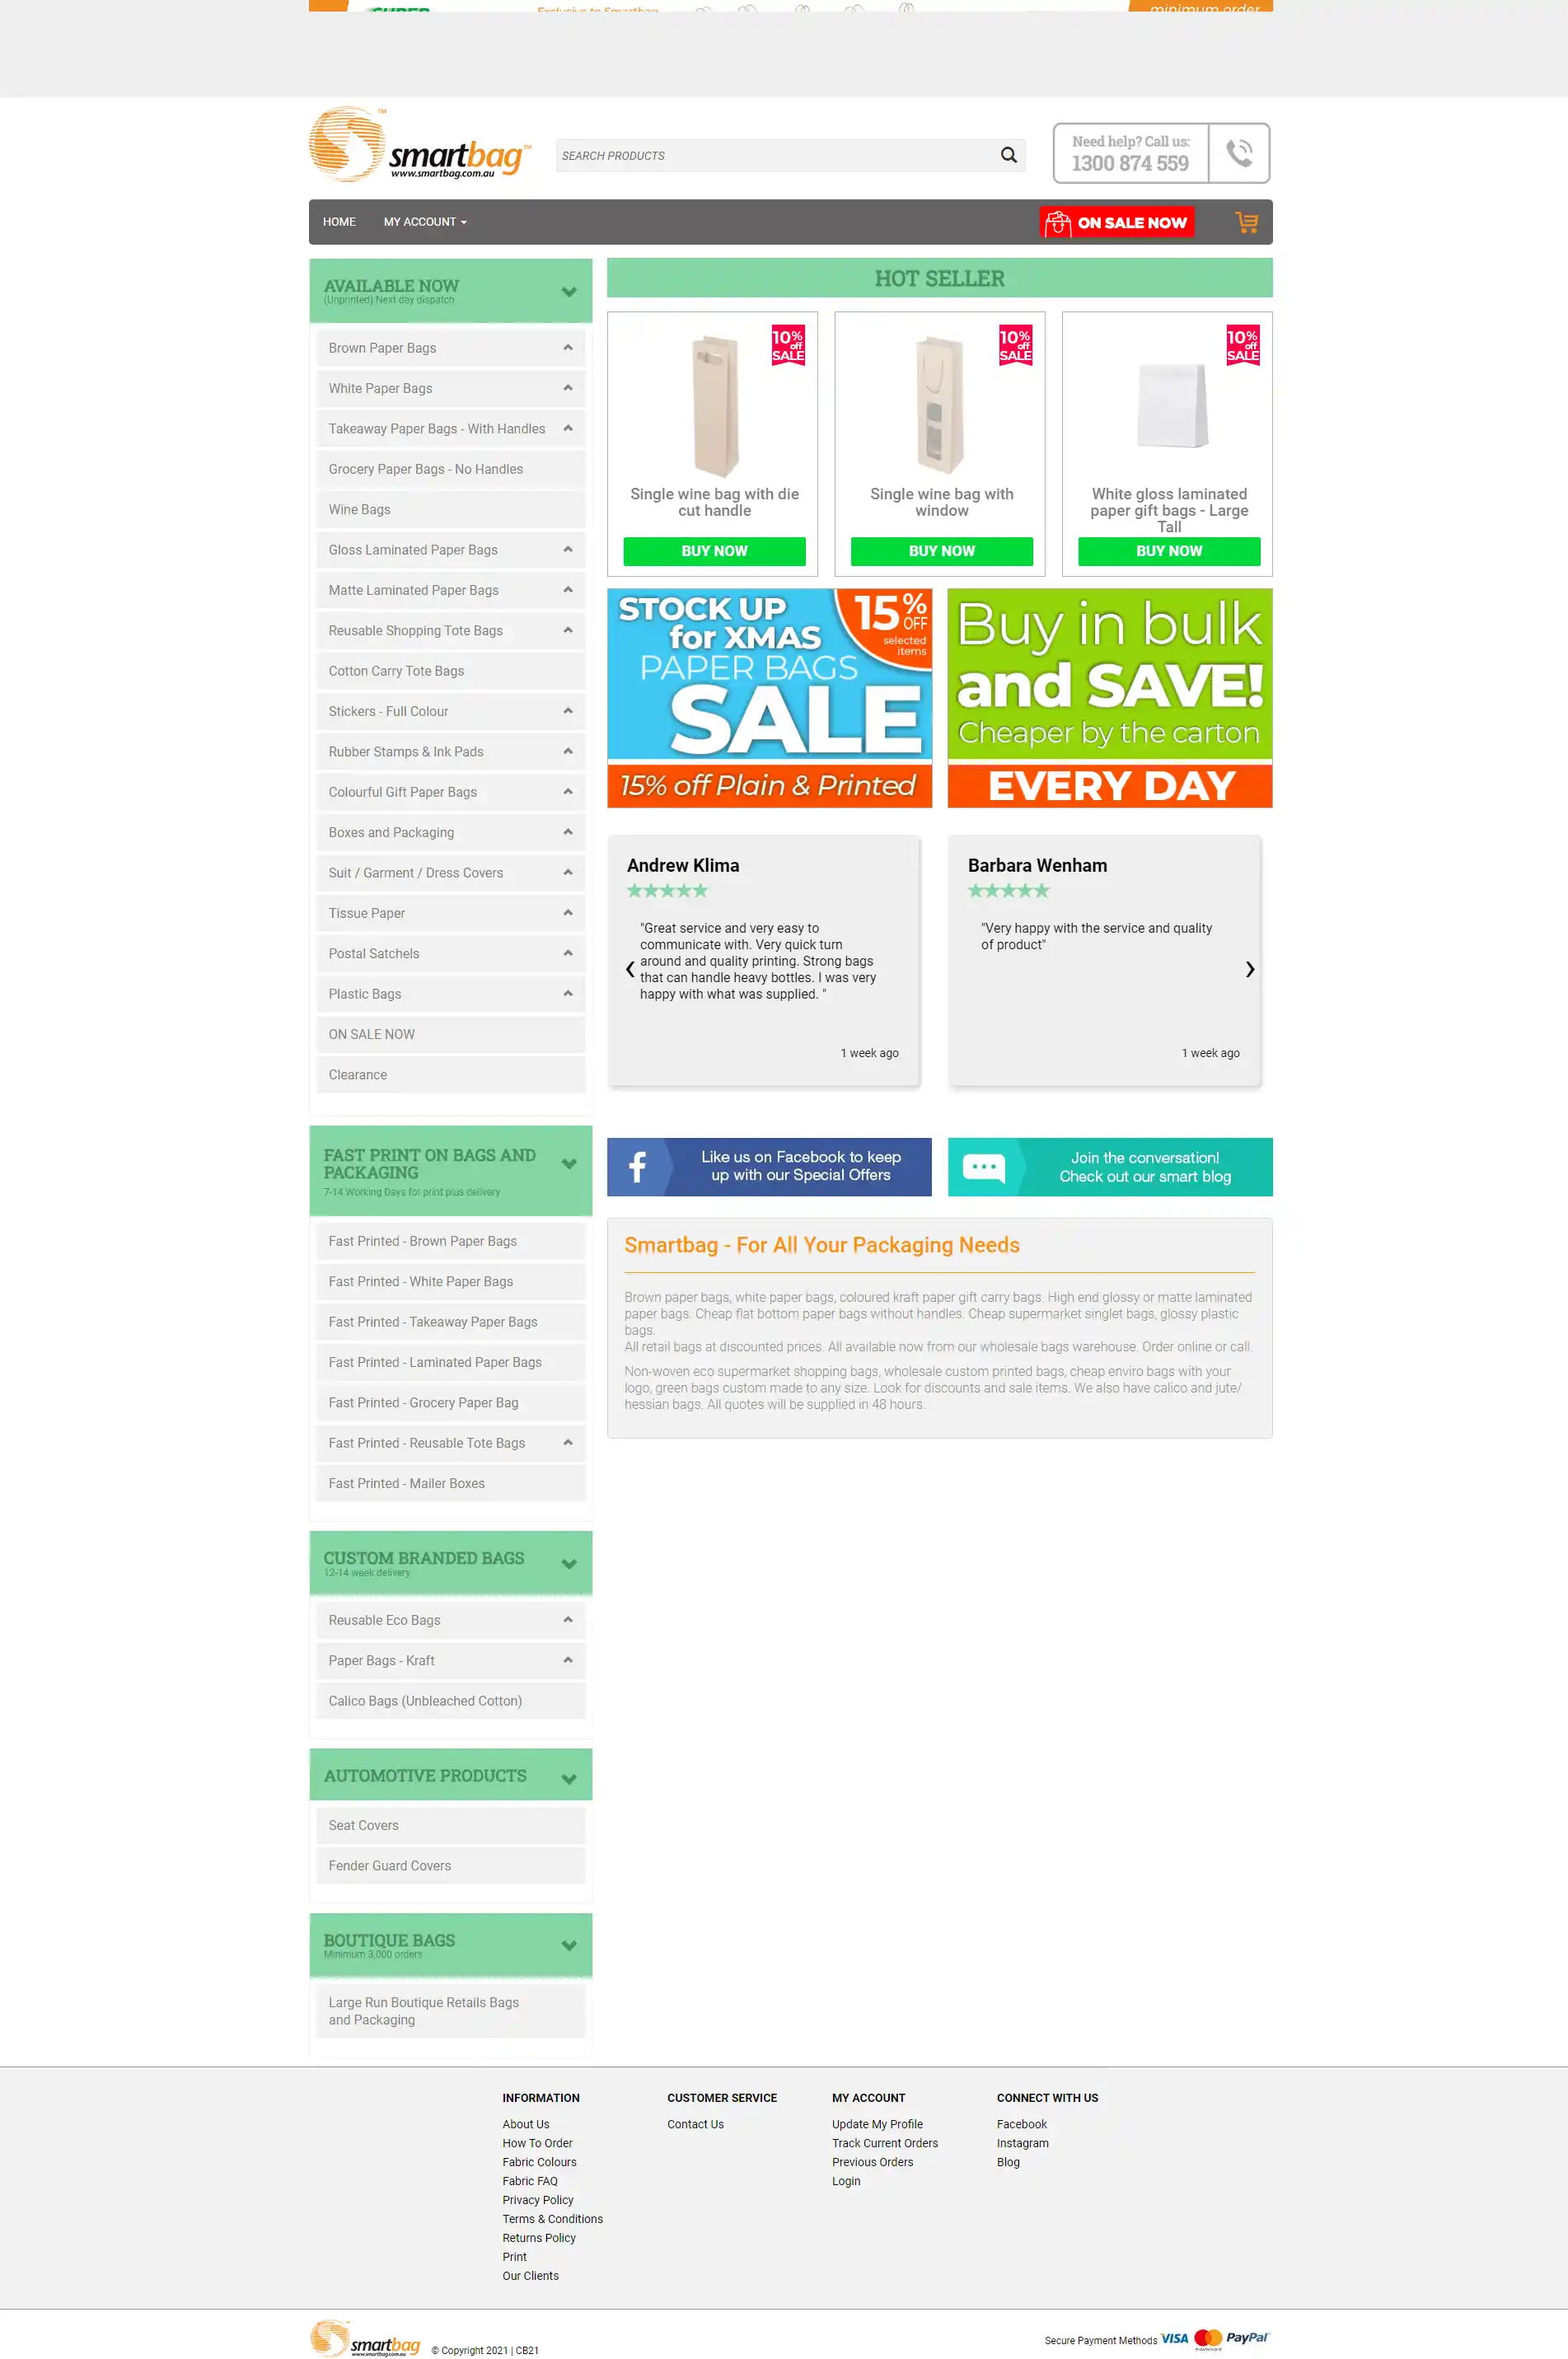 Exclusive to Smartbag
minimum order
smartbag™
www.smartbag.com.au
SEARCH PRODUCTS
Need help? Call us:
1300 874 559
HOME
MY ACCOUNT
ON SALE NOW
AVAILABLE NOW
(Unprinted) Next day dispatch
Brown Paper Bags
White Paper Bags
Takeaway Paper Bags - With Handles
Grocery Paper Bags - No Handles
Wine Bags
Gloss Laminated Paper Bags
Matte Laminated Paper Bags
Reusable Shopping Tote Bags
Cotton Carry Tote Bags
Stickers - Full Colour
Rubber Stamps & Ink Pads
Colourful Gift Paper Bags
Boxes and Packaging
Suit / Garment / Dress Covers
Tissue Paper
Postal Satchels
Plastic Bags
ON SALE NOW
Clearance
FAST PRINT ON BAGS AND
PACKAGING
7-14 Working Days for print plus delivery
Fast Printed - Brown Paper Bags
Fast Printed - White Paper Bags
Fast Printed - Takeaway Paper Bags
Fast Printed - Laminated Paper Bags
Fast Printed - Grocery Paper Bag
Fast Printed - Reusable Tote Bags
Fast Printed - Mailer Boxes
CUSTOM BRANDED BAGS
12-14 week delivery
Reusable Eco Bags
Paper Bags - Kraft
Calico Bags (Unbleached Cotton)
AUTOMOTIVE PRODUCTS
Seat Covers
Fender Guard Covers
BOUTIQUE BAGS
Minimum 3,000 orders
Large Run Boutique Retails Bags
and Packaging
HOT SELLER
10%
off
SALE
Single wine bag with die
cut handle
BUY NOW
10%
off
SALE
Single wine bag with
window
BUY NOW
10%
off
SALE
White gloss laminated
paper gift bags - Large
Tall
BUY NOW
STOCK UP
for XMAS
PAPER BAGS
SALE
15% OFF
selected
items
15% off Plain & Printed
Buy in bulk
and SAVE!
Cheaper by the carton
EVERY DAY
Andrew Klima
"Great service and very easy to
communicate with. Very quick turn
around and quality printing. Strong bags
that can handle heavy bottles. I was very
happy with what was supplied. "
1 week ago
Barbara Wenham
"Very happy with the service and quality
of product"
1 week ago
Like us on Facebook to keep
up with our Special Offers
Join the conversation!
Check out our smart blog
Smartbag - For All Your Packaging Needs
Brown paper bags, white paper bags, coloured kraft paper gift carry bags. High end glossy or matte laminated
paper bags. Cheap flat bottom paper bags without handles. Cheap supermarket singlet bags, glossy plastic
bags.
All retail bags at discounted prices. All available now from our wholesale bags warehouse. Order online or call.
Non-woven eco supermarket shopping bags, wholesale custom printed bags, cheap enviro bags with your
logo, green bags custom made to any size. Look for discounts and sale items. We also have calico and jute/
hessian bags. All quotes will be supplied in 48 hours.
INFORMATION
About Us
How To Order
Fabric Colours
Fabric FAQ
Privacy Policy
Terms & Conditions
Returns Policy
Print
Our Clients
CUSTOMER SERVICE
Contact Us
MY ACCOUNT
Update My Profile
Track Current Orders
Previous Orders
Login
CONNECT WITH US
Facebook
Instagram
Blog
smartbag
www.smartbag.com.au
© Copyright 2021 | CB21
Secure Payment Methods VISA mastercard PayPal